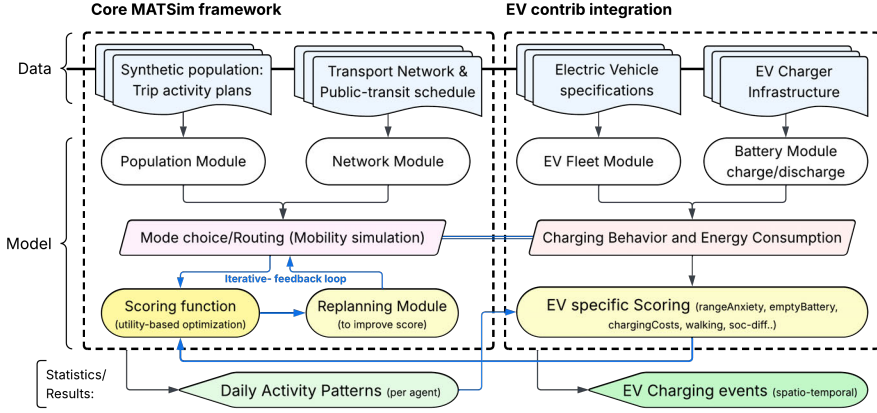 Core MATSim framework
EV contrib integration
Data
Synthetic population:
Trip activity plans
Transport Network &
Public-transit schedule
Electric Vehicle
specifications
EV Charger
Infrastructure
Model
Population Module
Network Module
EV Fleet Module
Battery Module
charge/discharge
Mode choice/Routing (Mobility simulation)
Charging Behavior and Energy Consumption
Iterative- feedback loop
Scoring function
(utility-based optimization)
Replanning Module
(to improve score)
EV specific Scoring (rangeAnxiety, emptyBattery,
chargingCosts, walking, soc-diff..)
Statistics/
Results:
Daily Activity Patterns (per agent)
EV Charging events (spatio-temporal)